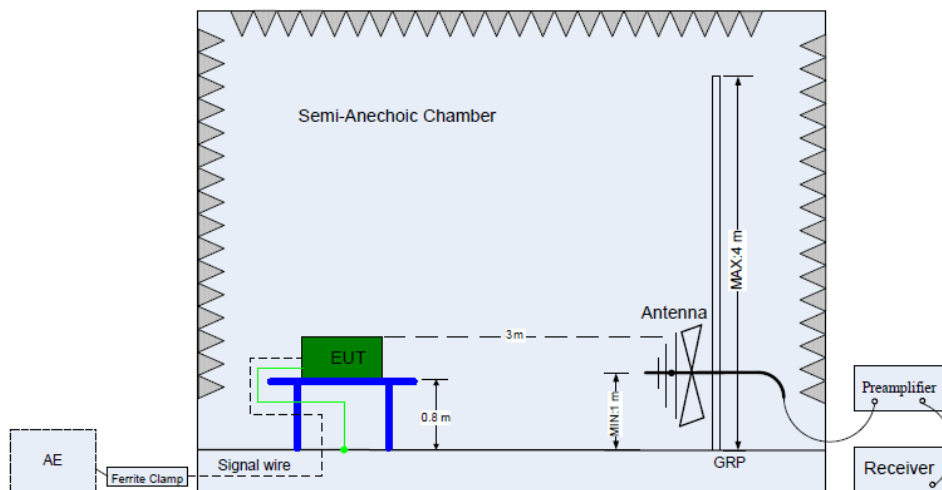 Semi-Anechoic Chamber
MAX:4 m
Antenna
3m
EUT
Preamplifier
0.8 m
MIN:1 m
AE
Ferrite Clamp
Signal wire
GRP
Receiver